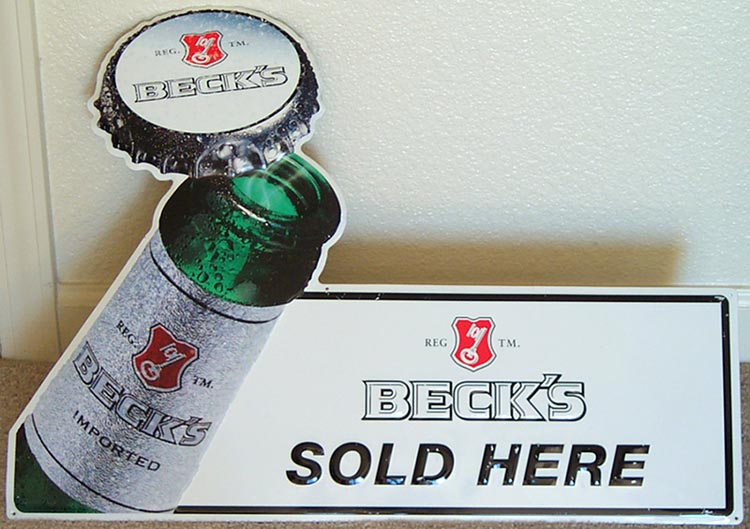 REG. TM.
BECK'S
REG. TM.
BECK'S
IMPORTED
REG TM.
BECK'S
SOLD HERE